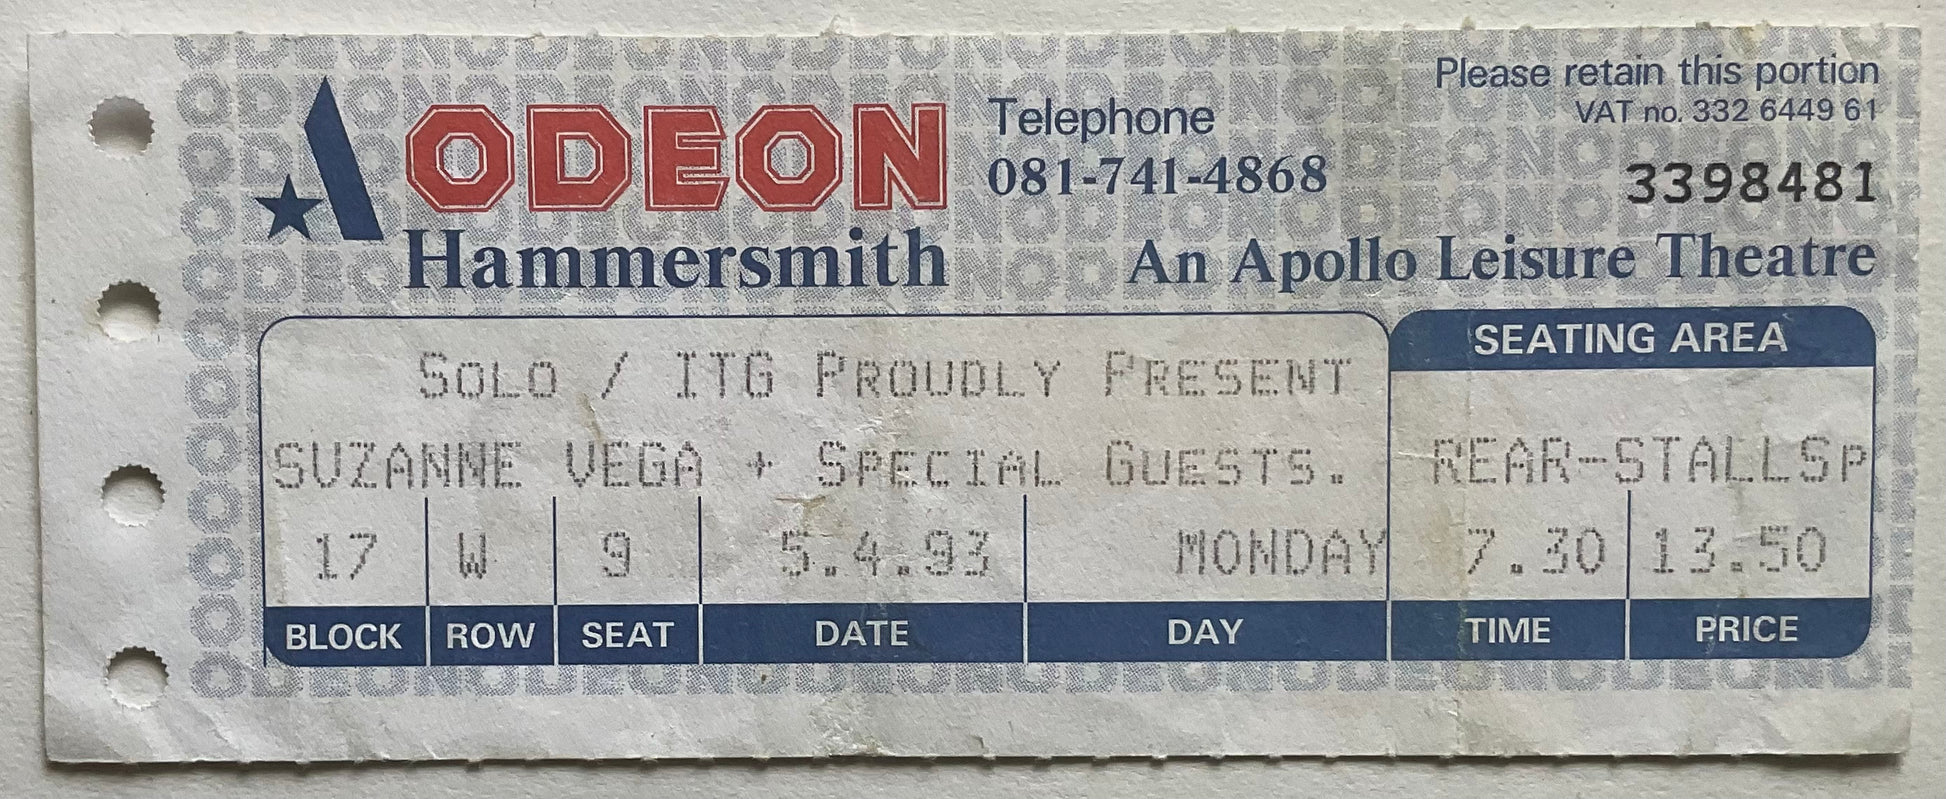 Please retain this portion
VAT no. 332 6449 61
A ODEON
Hammersmith
Telephone
081-741-4868
3398481
An Apollo Leisure Theatre
SEATING AREA
SOLO / ITG PROUDLY PRESENT
SUZANNE VEGA + SPECIAL GUESTS. REAR-STALLSP
17 W 9 5.4.93 MONDAY 7.30 13.50
BLOCK ROW SEAT DATE DAY TIME PRICE